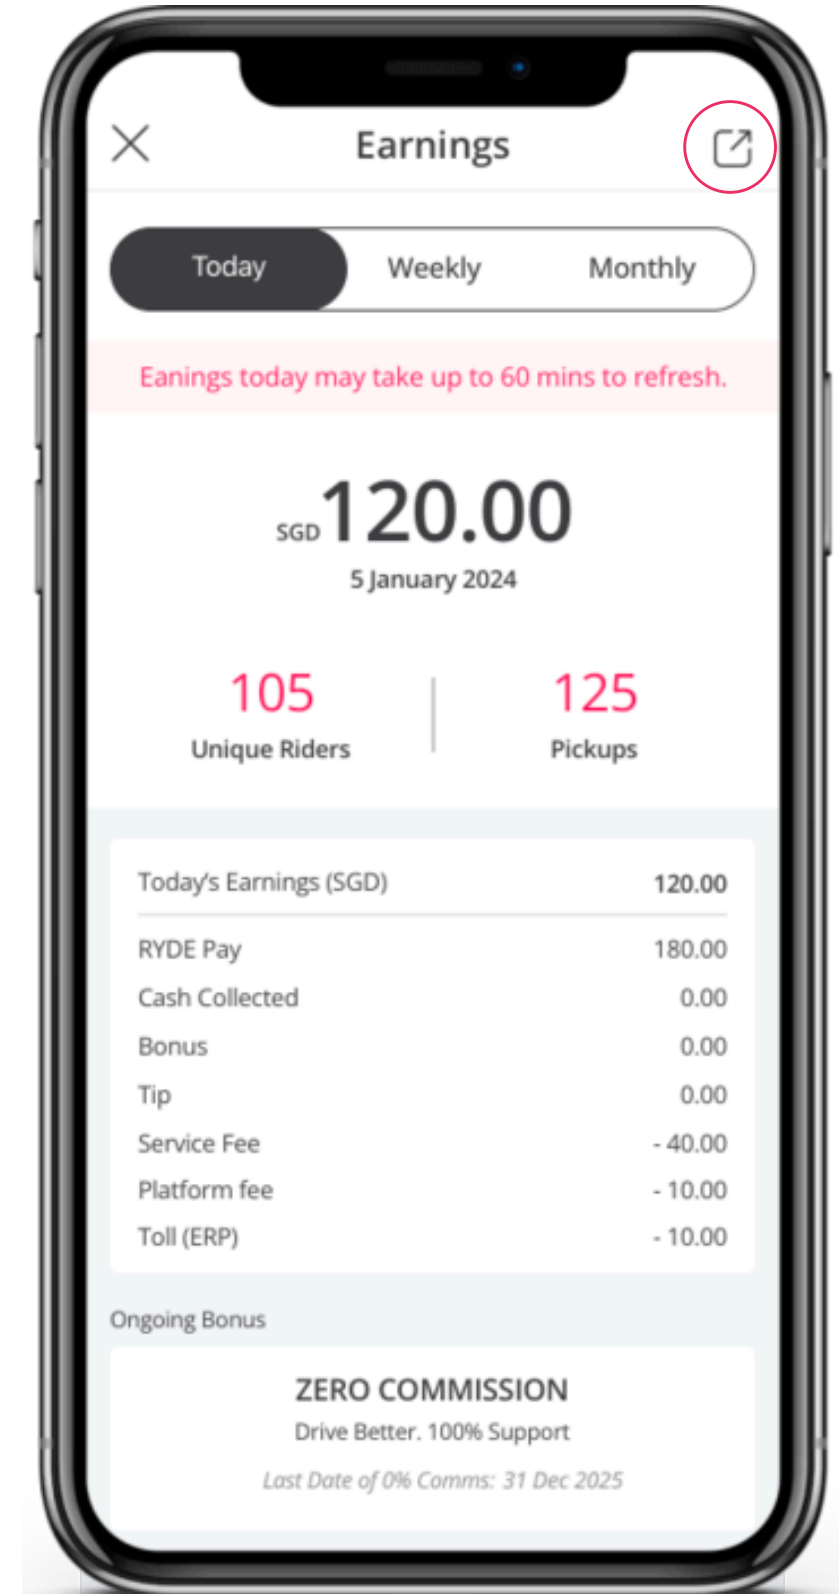 Earnings
Today Weekly Monthly
Eanings today may take up to 60 mins to refresh.
SGD 120.00
5 January 2024
105 125
Unique Riders Pickups
Today's Earnings (SGD) 120.00
RYDE Pay 180.00
Cash Collected 0.00
Bonus 0.00
Tip 0.00
Service Fee - 40.00
Platform fee - 10.00
Toll (ERP) - 10.00
Ongoing Bonus
ZERO COMMISSION
Drive Better. 100% Support
Last Date of 0% Comms: 31 Dec 2025